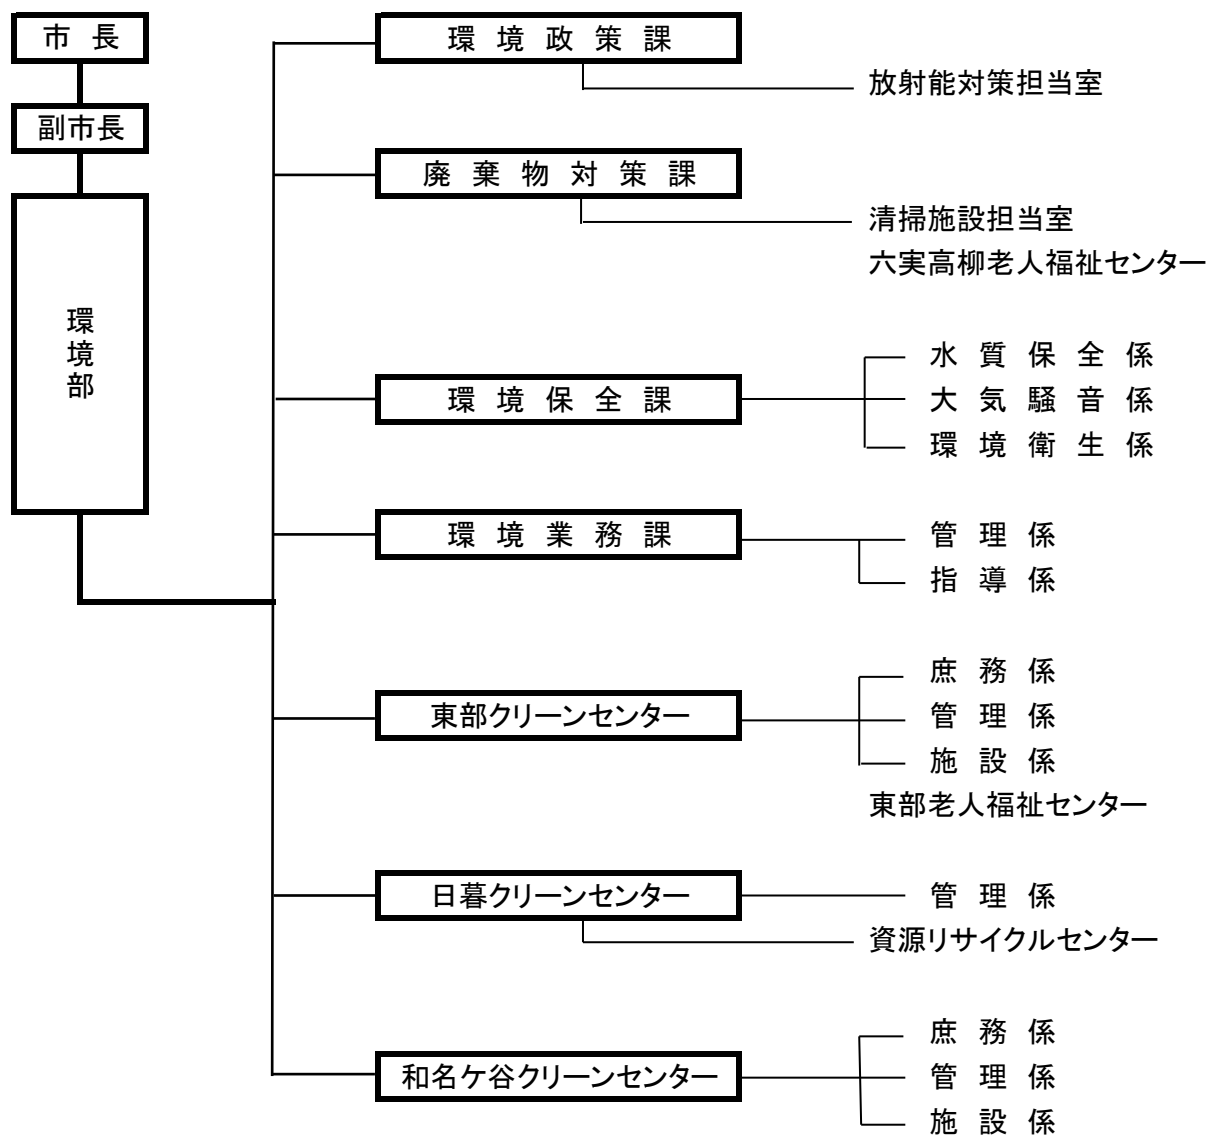 市長
副市長
環境部
環境政策課
放射能対策担当室
廃棄物対策課
清掃施設担当室
六実高柳老人福祉センター
環境保全課
水質保全係
大気騒音係
環境衛生係
環境業務課
管理係
指導係
東部クリーンセンター
庶務係
管理係
施設係
東部老人福祉センター
日暮クリーンセンター
管理係
資源リサイクルセンター
和名ケ谷クリーンセンター
庶務係
管理係
施設係